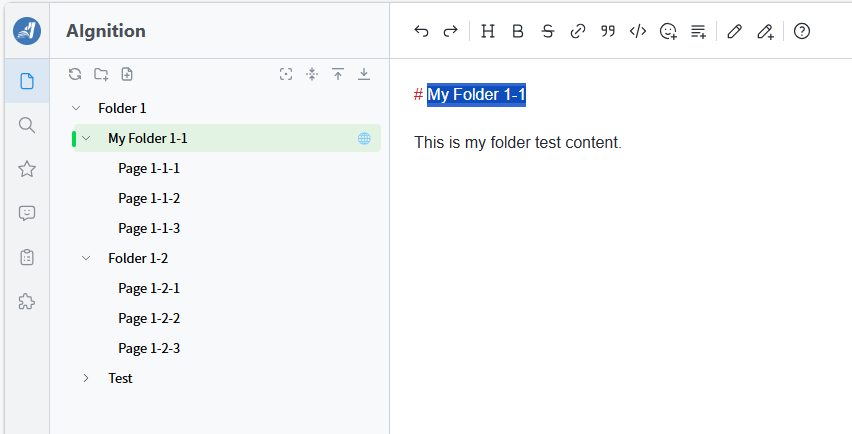 AIgnition
H B S
Folder 1
My Folder 1-1
Page 1-1-1
Page 1-1-2
Page 1-1-3
Folder 1-2
Page 1-2-1
Page 1-2-2
Page 1-2-3
Test
# My Folder 1-1
This is my folder test content.